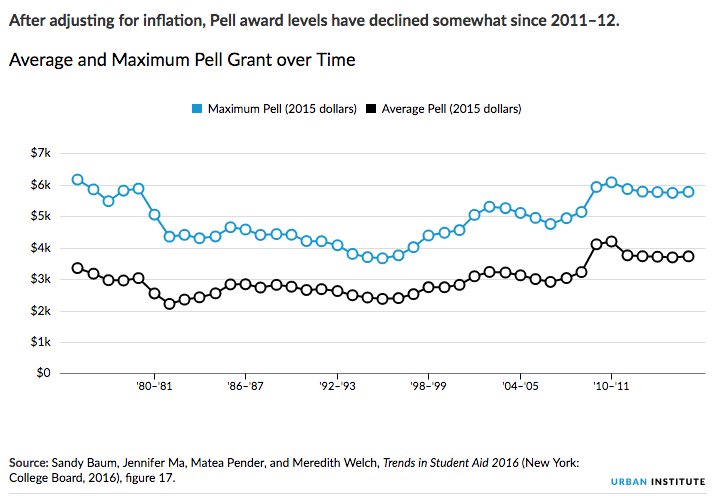 After adjusting for inflation, Pell award levels have declined somewhat since 2011–12.
Average and Maximum Pell Grant over Time
Maximum Pell (2015 dollars) Average Pell (2015 dollars)
$7k
$6k
$5k
$4k
$3k
$2k
$1k
$0
'80–'81 '86–'87 '92–'93 '98–'99 '04–'05 '10–'11
Source: Sandy Baum, Jennifer Ma, Matea Pender, and Meredith Welch, Trends in Student Aid 2016 (New York:
College Board, 2016), figure 17.
URBAN INSTITUTE